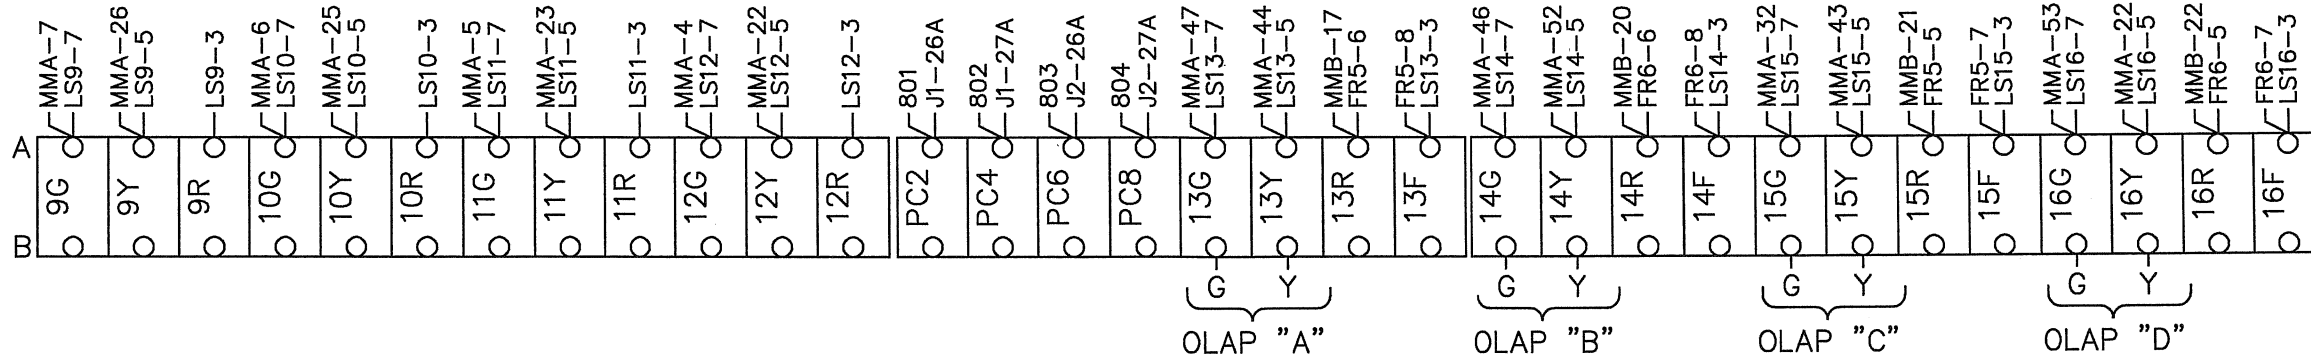 MMA-7
LS9-7
MMA-26
LS9-5
LS9-3
MMA-6
LS10-7
MMA-25
LS10-5
LS10-3
MMA-5
LS11-7
MMA-23
LS11-5
LS11-3
MMA-4
LS12-7
MMA-22
LS12-5
LS12-3
801
J1-26A
802
J1-27A
803
J2-26A
804
J2-27A
MMA-47
LS13-7
MMA-44
LS13-5
MMB-17
FR5-6
FR5-8
LS13-3
MMA-46
LS14-7
MMA-52
LS14-5
MMB-20
FR6-6
FR6-8
LS14-3
MMA-32
LS15-7
MMA-43
LS15-5
MMB-21
FR5-5
FR5-7
LS15-3
MMA-53
LS16-7
MMA-22
LS16-5
MMB-22
FR6-5
FR6-7
LS16-3
A
9G
9Y
9R
10G
10Y
10R
11G
11Y
11R
12G
12Y
12R
PC2
PC4
PC6
PC8
13G
13Y
13R
13F
14G
14Y
14R
14F
15G
15Y
15R
15F
16G
16Y
16R
16F
B
G Y
G Y
G Y
G Y
OLAP "A"
OLAP "B"
OLAP "C"
OLAP "D"